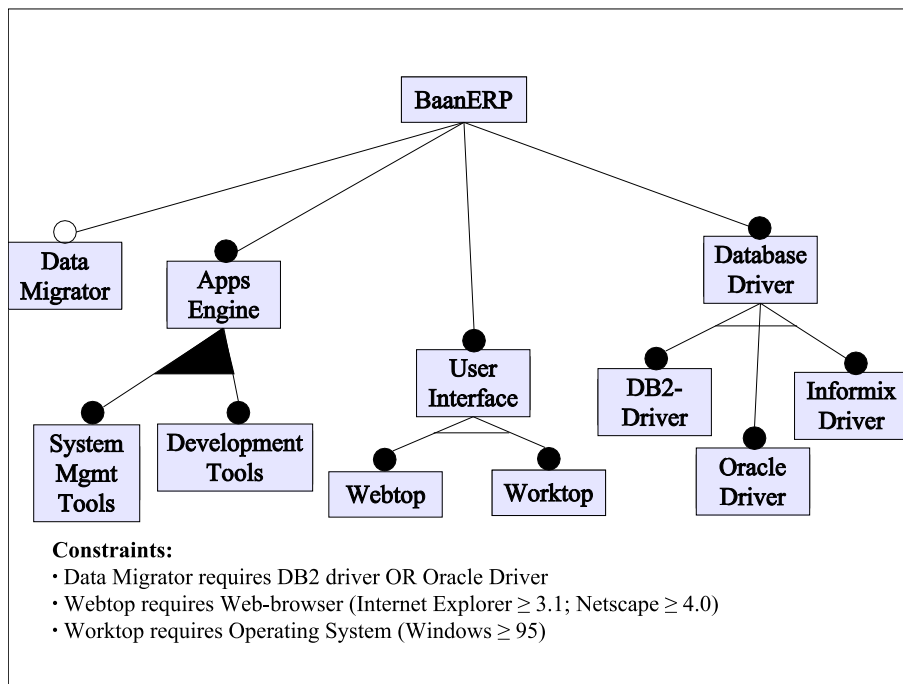 BaanERP
Data
Migrator
Apps
Engine
User
Interface
Database
Driver
System
Mgmt
Tools
Development
Tools
Webtop
Worktop
DB2-
Driver
Oracle
Driver
Informix
Driver
Constraints:
· Data Migrator requires DB2 driver OR Oracle Driver
· Webtop requires Web-browser (Internet Explorer ≥ 3.1; Netscape ≥ 4.0)
· Worktop requires Operating System (Windows ≥ 95)